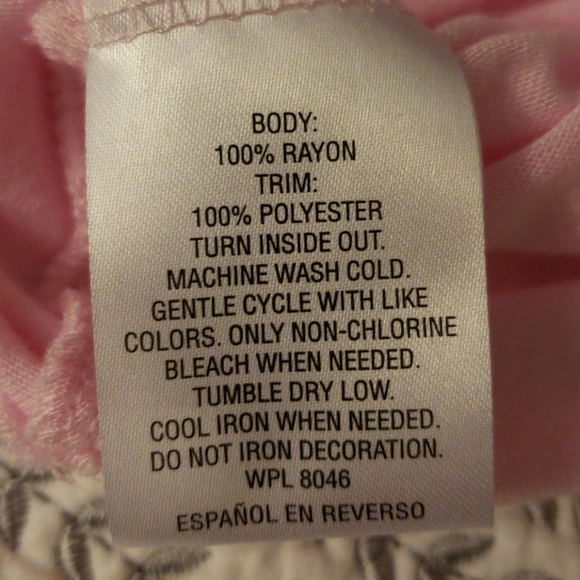 BODY:
100% RAYON
TRIM:
100% POLYESTER
TURN INSIDE OUT.
MACHINE WASH COLD.
GENTLE CYCLE WITH LIKE
COLORS. ONLY NON-CHLORINE
BLEACH WHEN NEEDED.
TUMBLE DRY LOW.
COOL IRON WHEN NEEDED.
DO NOT IRON DECORATION.
WPL 8046
ESPAÑOL EN REVERSO